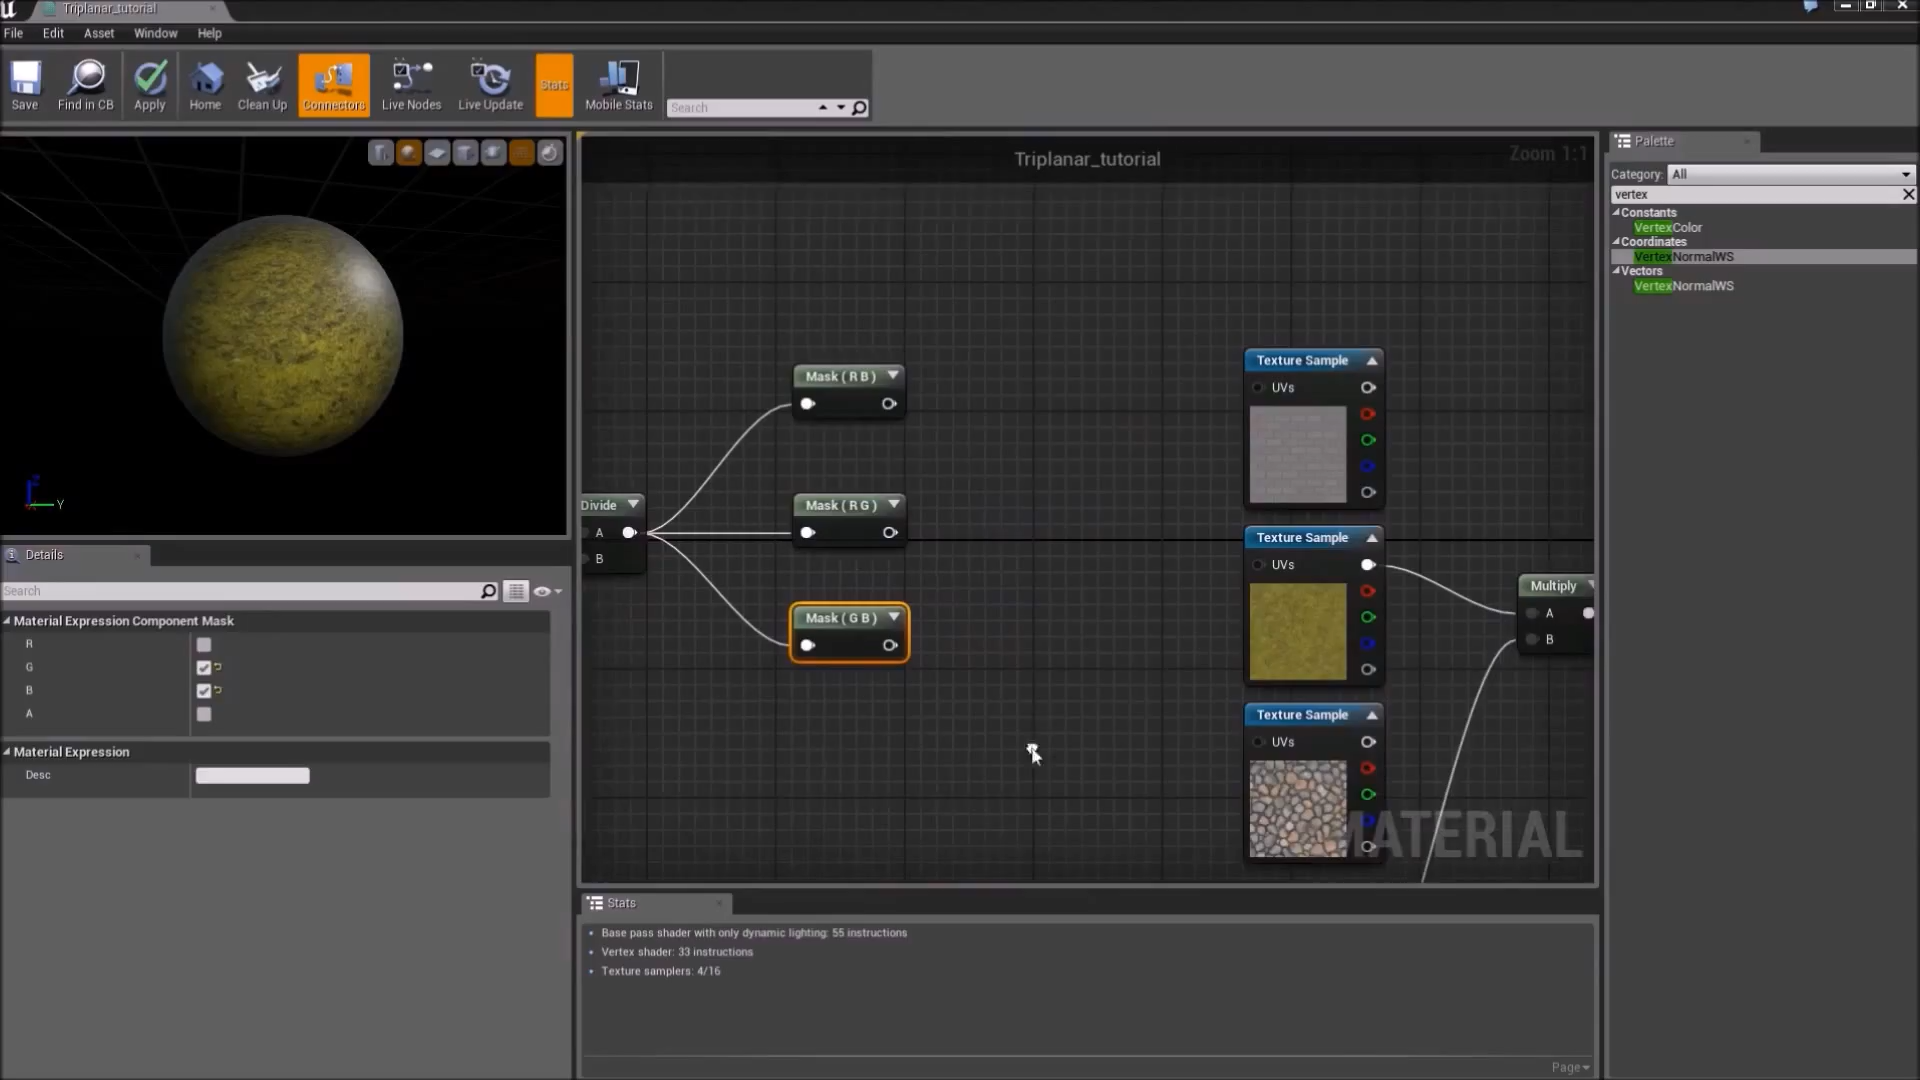 Triplanar_tutorial
File Edit Asset Window Help
Save Find in CB Apply Home Clean Up Connectors Live Nodes Live Update Stats Mobile Stats Search
Triplanar_tutorial
Zoom 1:1
Y
Mask ( R B )
Divide
A
B
Mask ( R G )
Mask ( G B )
Texture Sample
UVs
Texture Sample
UVs
Texture Sample
UVs
Multiply
A
B
MATERIAL
Details
Search
Material Expression Component Mask
R
G
B
A
Material Expression
Desc
Stats
Base pass shader with only dynamic lighting: 55 instructions
Vertex shader: 33 instructions
Texture samplers: 4/16
Page
Palette
Category: All
vertex
Constants
VertexColor
Coordinates
VertexNormalWS
Vectors
VertexNormalWS